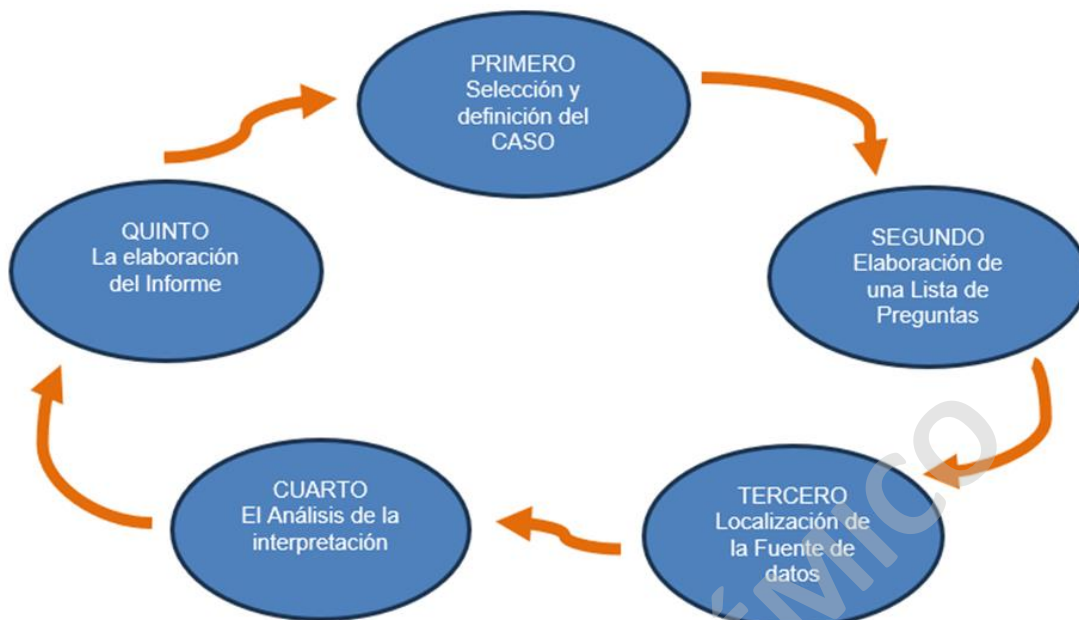 PRIMERO
Selección y
definición del
CASO
SEGUNDO
Elaboración de
una Lista de
Preguntas
TERCERO
Localización de
la Fuente de
datos
CUARTO
El Análisis de la
interpretación
QUINTO
La elaboración
del Informe
ÉMICO